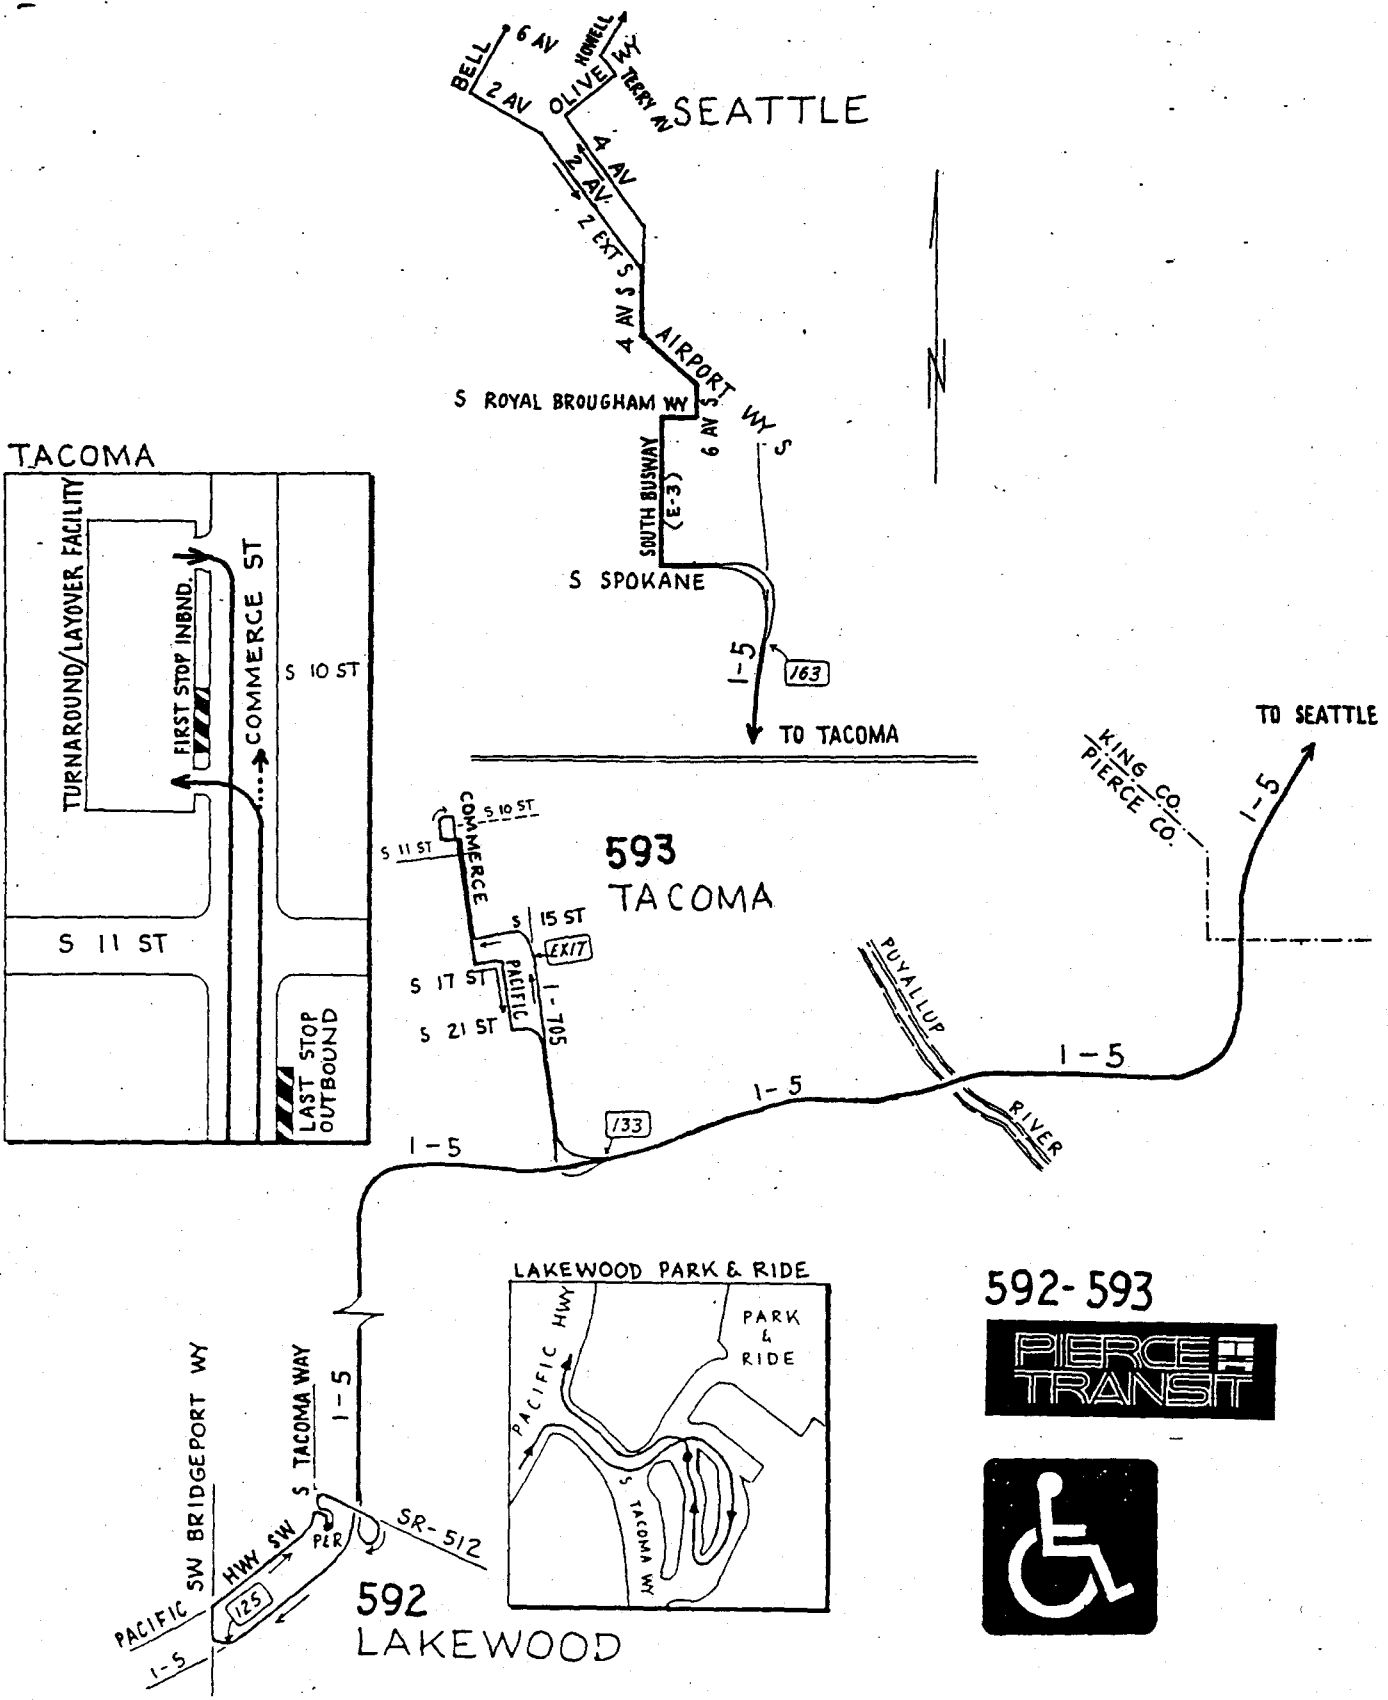 6 AV
BELL
2 AV
HOWELL
OLIVE WY
TERRY AV
SEATTLE
4 AV
2 AV.
2 EXT S
4 AV S
AIRPORT WY S
S ROYAL BROUGHAM WY
6 AV S
SOUTH BUSWAY
(E-3)
S SPOKANE
I-5
163
TO TACOMA
N
TACOMA
TURNAROUND/LAYOVER FACILITY
FIRST STOP INBND.
COMMERCE ST
S 10 ST
S 11 ST
LAST STOP
OUTBOUND
TO SEATTLE
KING CO.
PIERCE CO.
I-5
COMMERCE
S 10 ST
S 11 ST
593
TACOMA
S 15 ST
EXIT
S 17 ST
PACIFIC
I-705
S 21 ST
PUYALLUP
RIVER
I-5
I-5
133
I-5
LAKEWOOD PARK & RIDE
PACIFIC HWY
PARK
&
RIDE
S TACOMA WY
592-593
PIERCE
TRANSIT
SW BRIDGEPORT WY
S TACOMA WAY
I-5
SR-512
P&R
PACIFIC HWY SW
125
I-5
592
LAKEWOOD